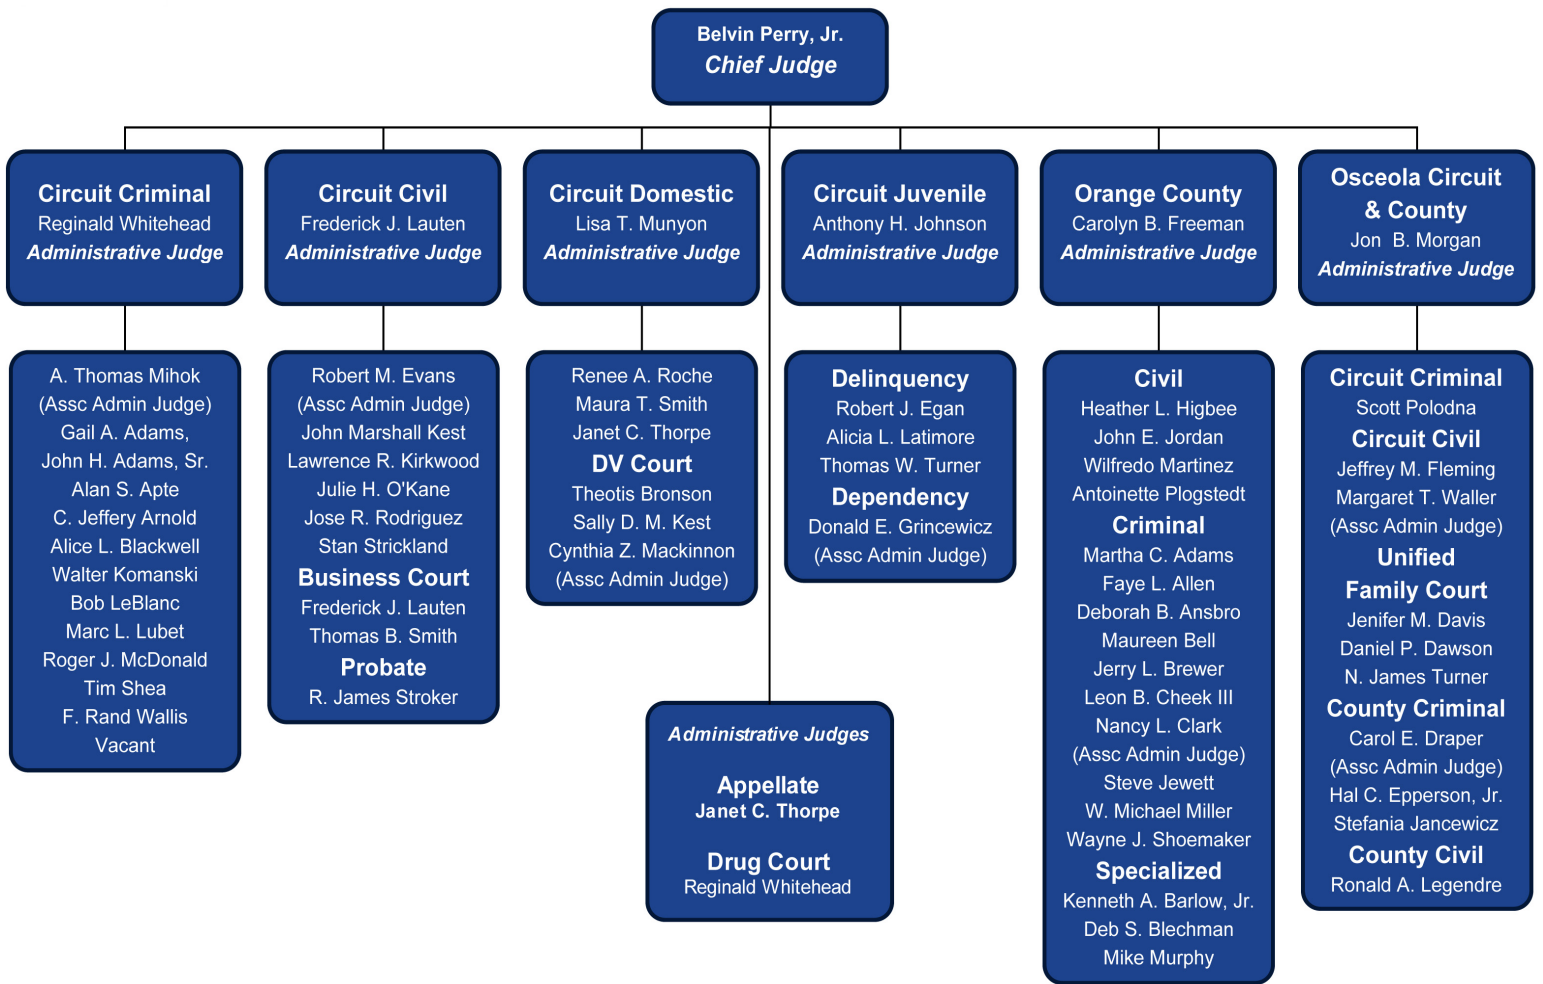 Belvin Perry, Jr.
Chief Judge
Circuit Criminal
Reginald Whitehead
Administrative Judge
Circuit Civil
Frederick J. Lauten
Administrative Judge
Circuit Domestic
Lisa T. Munyon
Administrative Judge
Circuit Juvenile
Anthony H. Johnson
Administrative Judge
Orange County
Carolyn B. Freeman
Administrative Judge
Osceola Circuit
& County
Jon B. Morgan
Administrative Judge
A. Thomas Mihok
(Assc Admin Judge)
Gail A. Adams,
John H. Adams, Sr.
Alan S. Apte
C. Jeffery Arnold
Alice L. Blackwell
Walter Komanski
Bob LeBlanc
Marc L. Lubet
Roger J. McDonald
Tim Shea
F. Rand Wallis
Vacant
Robert M. Evans
(Assc Admin Judge)
John Marshall Kest
Lawrence R. Kirkwood
Julie H. O'Kane
Jose R. Rodriguez
Stan Strickland
Business Court
Frederick J. Lauten
Thomas B. Smith
Probate
R. James Stroker
Renee A. Roche
Maura T. Smith
Janet C. Thorpe
DV Court
Theotis Bronson
Sally D. M. Kest
Cynthia Z. Mackinnon
(Assc Admin Judge)
Delinquency
Robert J. Egan
Alicia L. Latimore
Thomas W. Turner
Dependency
Donald E. Grincewicz
(Assc Admin Judge)
Civil
Heather L. Higbee
John E. Jordan
Wilfredo Martinez
Antoinette Plogstedt
Criminal
Martha C. Adams
Faye L. Allen
Deborah B. Ansbro
Maureen Bell
Jerry L. Brewer
Leon B. Cheek III
Nancy L. Clark
(Assc Admin Judge)
Steve Jewett
W. Michael Miller
Wayne J. Shoemaker
Specialized
Kenneth A. Barlow, Jr.
Deb S. Blechman
Mike Murphy
Circuit Criminal
Scott Polodna
Circuit Civil
Jeffrey M. Fleming
Margaret T. Waller
(Assc Admin Judge)
Unified
Family Court
Jenifer M. Davis
Daniel P. Dawson
N. James Turner
County Criminal
Carol E. Draper
(Assc Admin Judge)
Hal C. Epperson, Jr.
Stefania Jancewicz
County Civil
Ronald A. Legendre
Administrative Judges
Appellate
Janet C. Thorpe
Drug Court
Reginald Whitehead